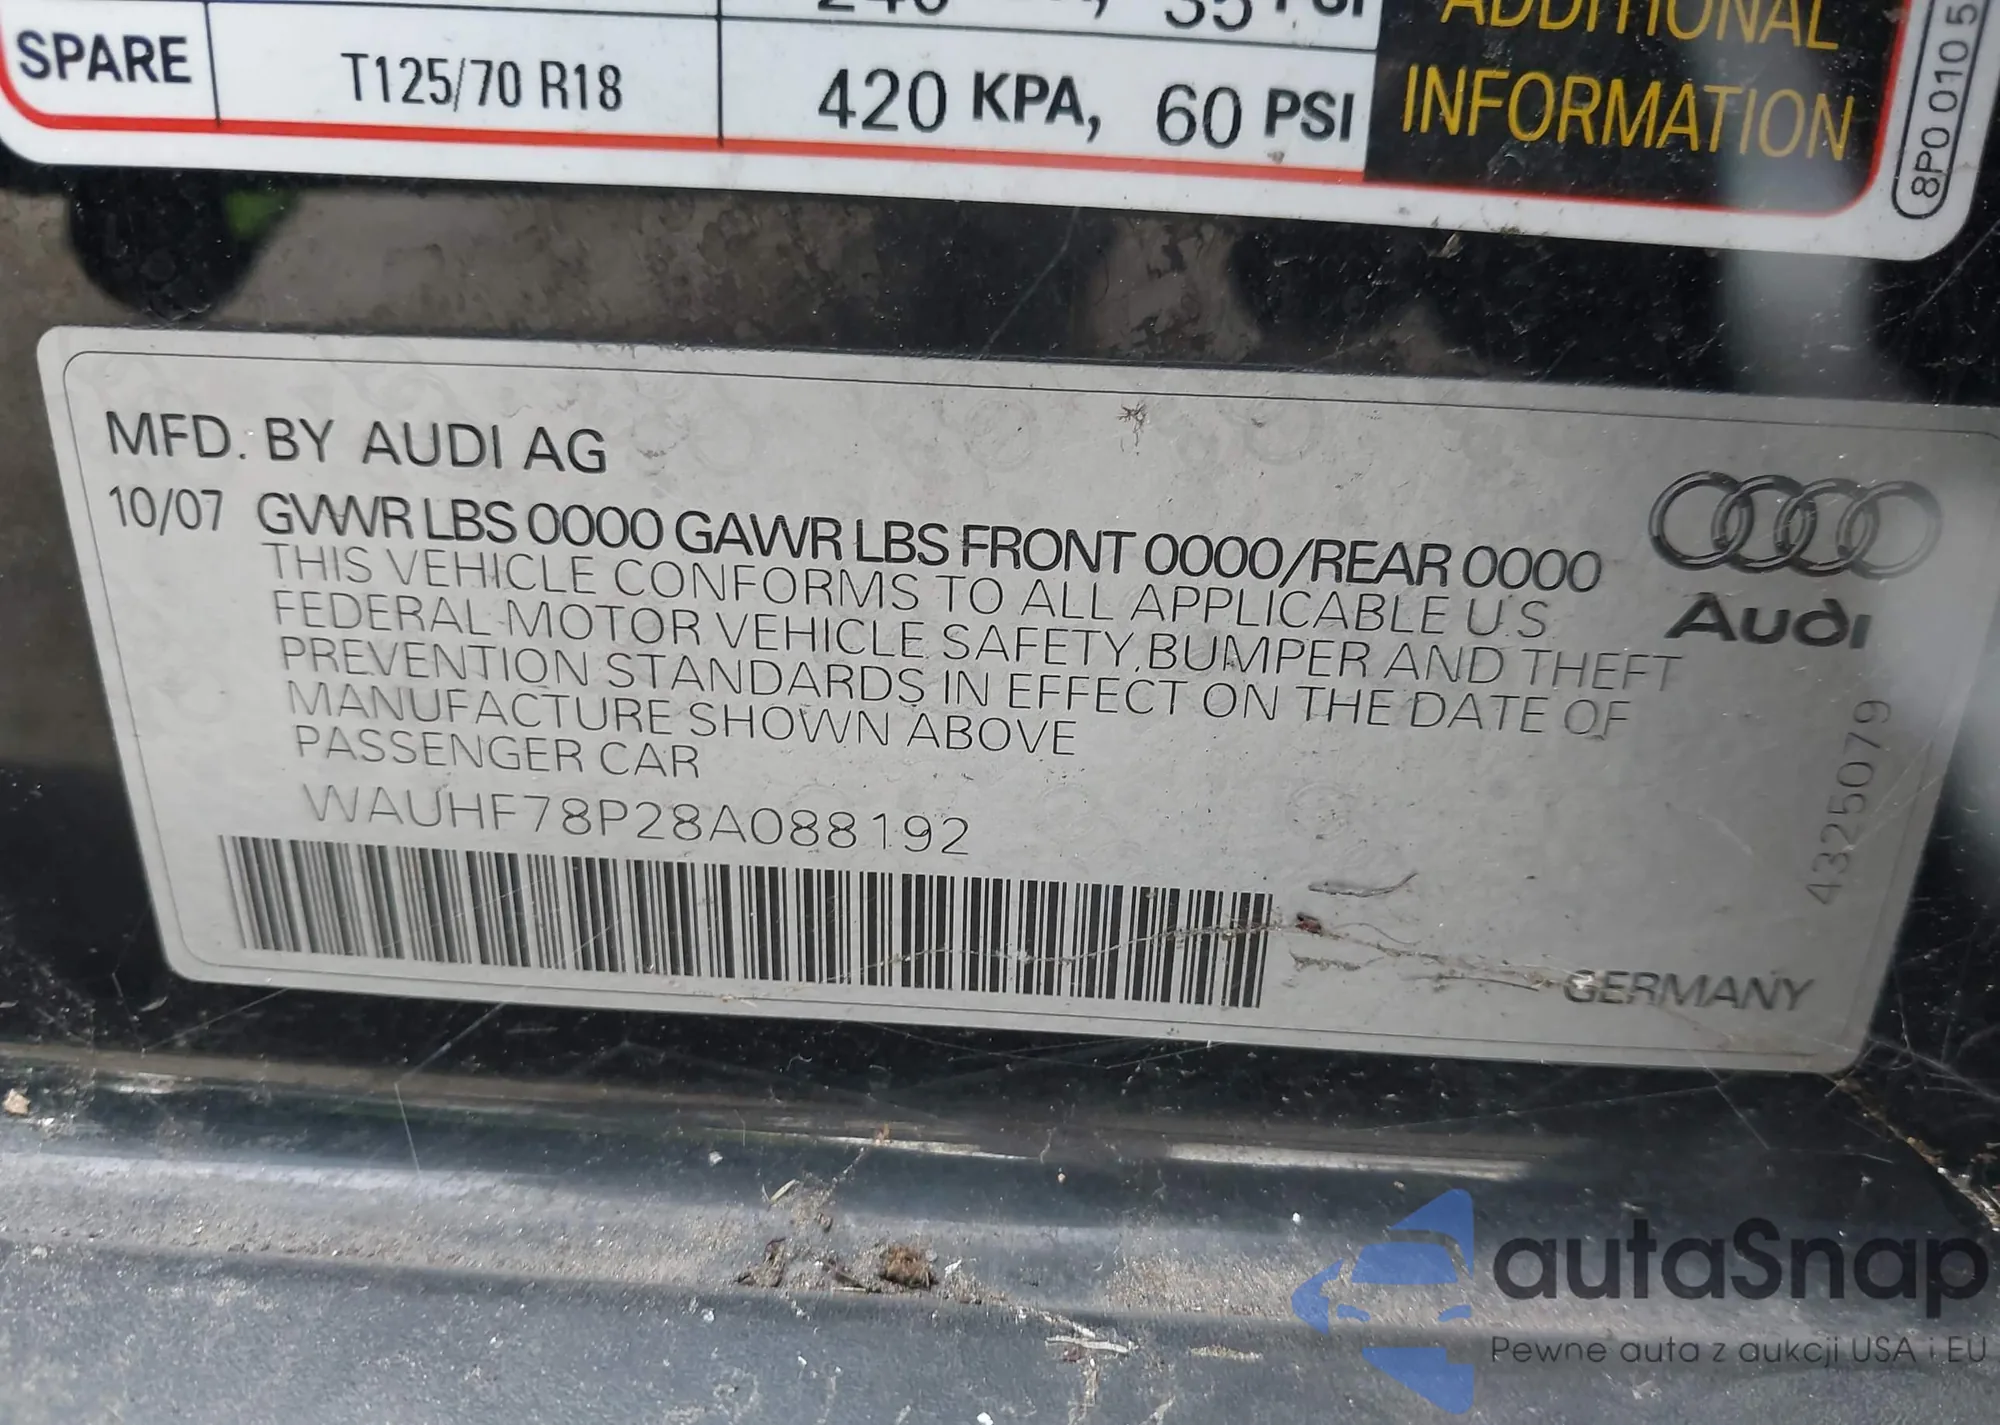 ADDITIONAL
SPARE T125/70 R18 420 KPA, 60 PSI INFORMATION
MFD. BY AUDI AG
10/07 GVWR LBS 0000 GAWR LBS FRONT 0000/REAR 0000
THIS VEHICLE CONFORMS TO ALL APPLICABLE U.S.
FEDERAL MOTOR VEHICLE SAFETY, BUMPER AND THEFT
PREVENTION STANDARDS IN EFFECT ON THE DATE OF
MANUFACTURE SHOWN ABOVE
PASSENGER CAR
WAUHF78P28A088192
Audi
4325079
GERMANY
autaSnap
Pewne auta z aukcji USA i EU